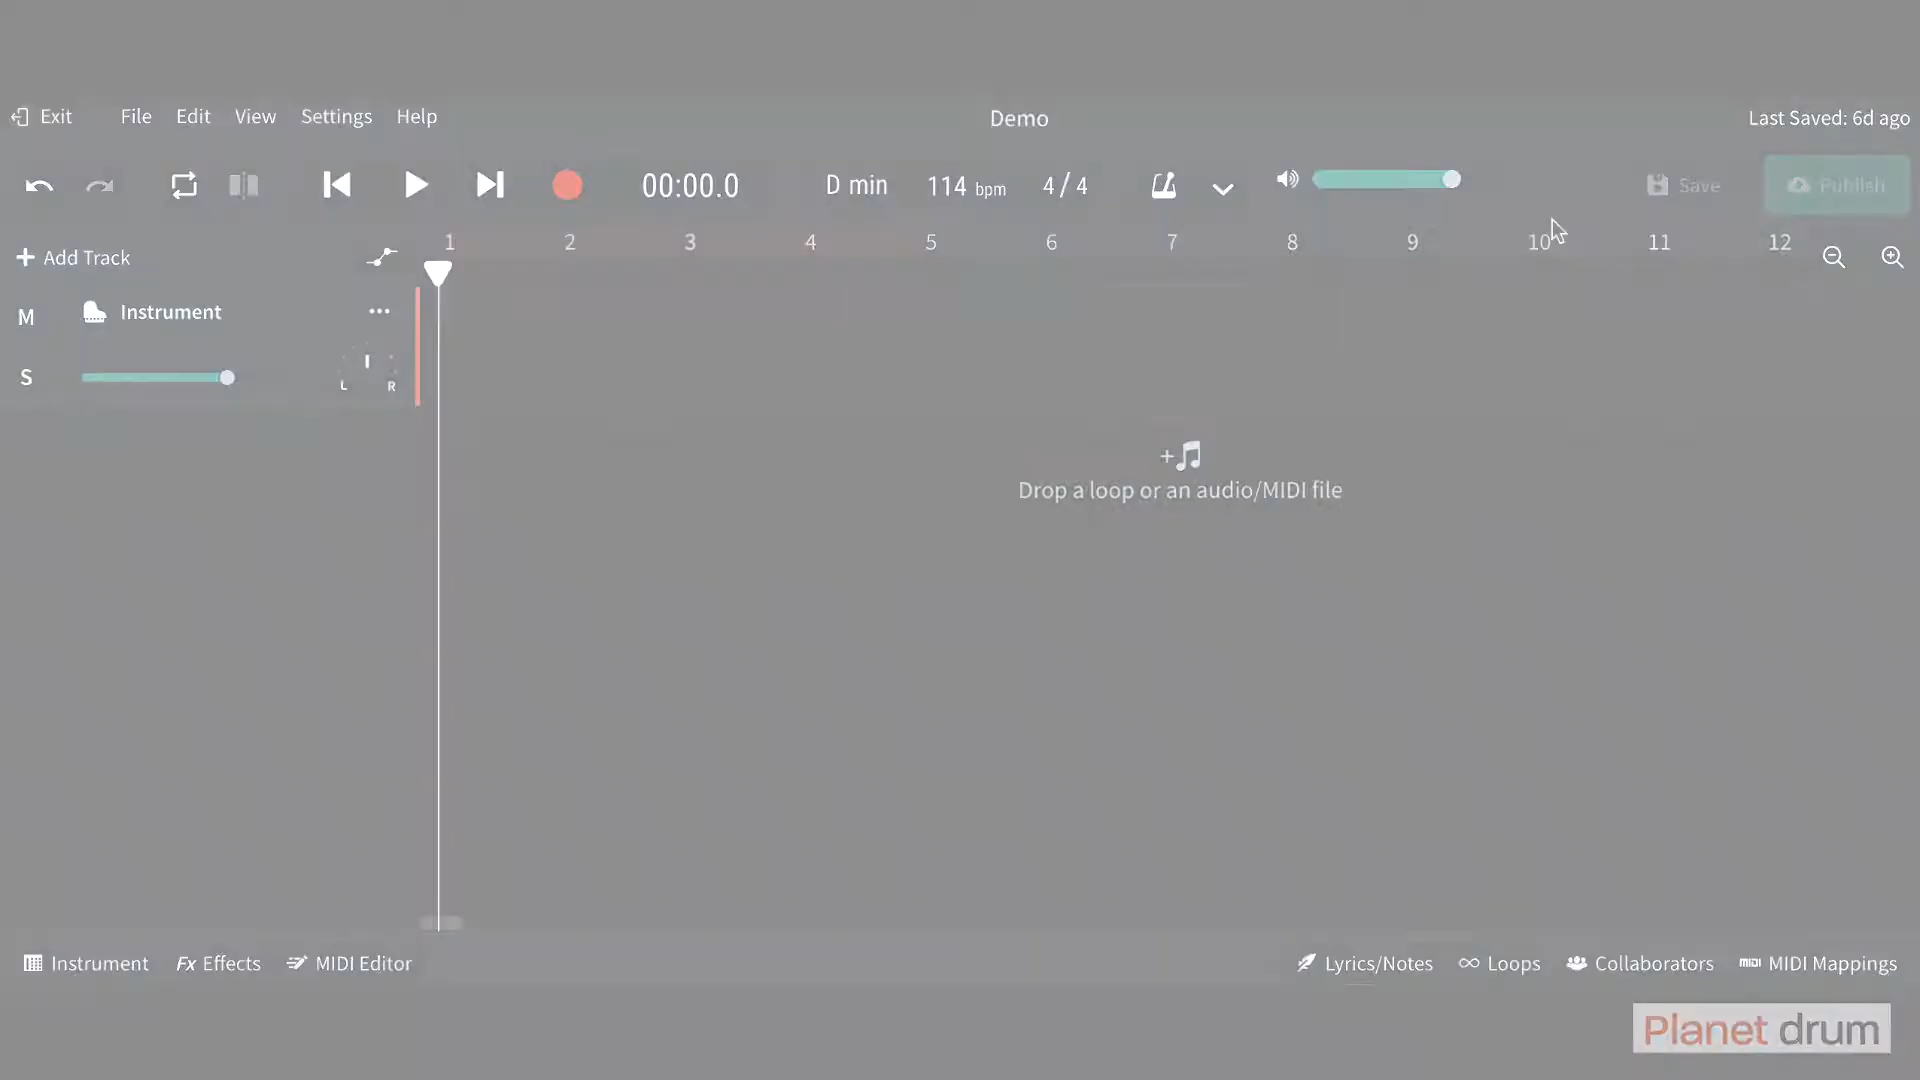 Exit File Edit View Settings Help Demo Last Saved: 6d ago
00:00.0 D min 114 bpm 4 / 4 Save Publish
1 2 3 4 5 6 7 8 9 10 11 12
Add Track
M Instrument
S L R
Drop a loop or an audio/MIDI file
Instrument Fx Effects MIDI Editor Lyrics/Notes Loops Collaborators MIDI MIDI Mappings
Planet drum